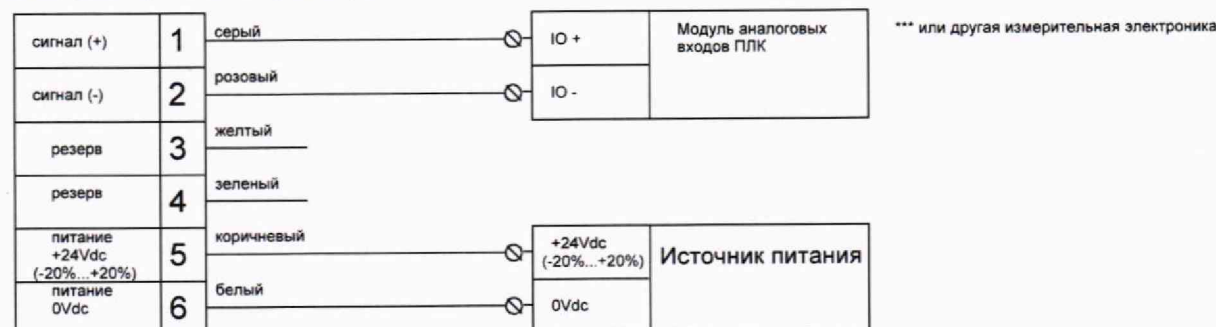 сигнал (+) 1 серый IO + Модуль аналоговых входов ПЛК *** или другая измерительная электроника
сигнал (-) 2 розовый IO -
резерв 3 желтый
резерв 4 зеленый
питание +24Vdc (-20%...+20%) 5 коричневый +24Vdc (-20%...+20%) Источник питания
питание 0Vdc 6 белый 0Vdc